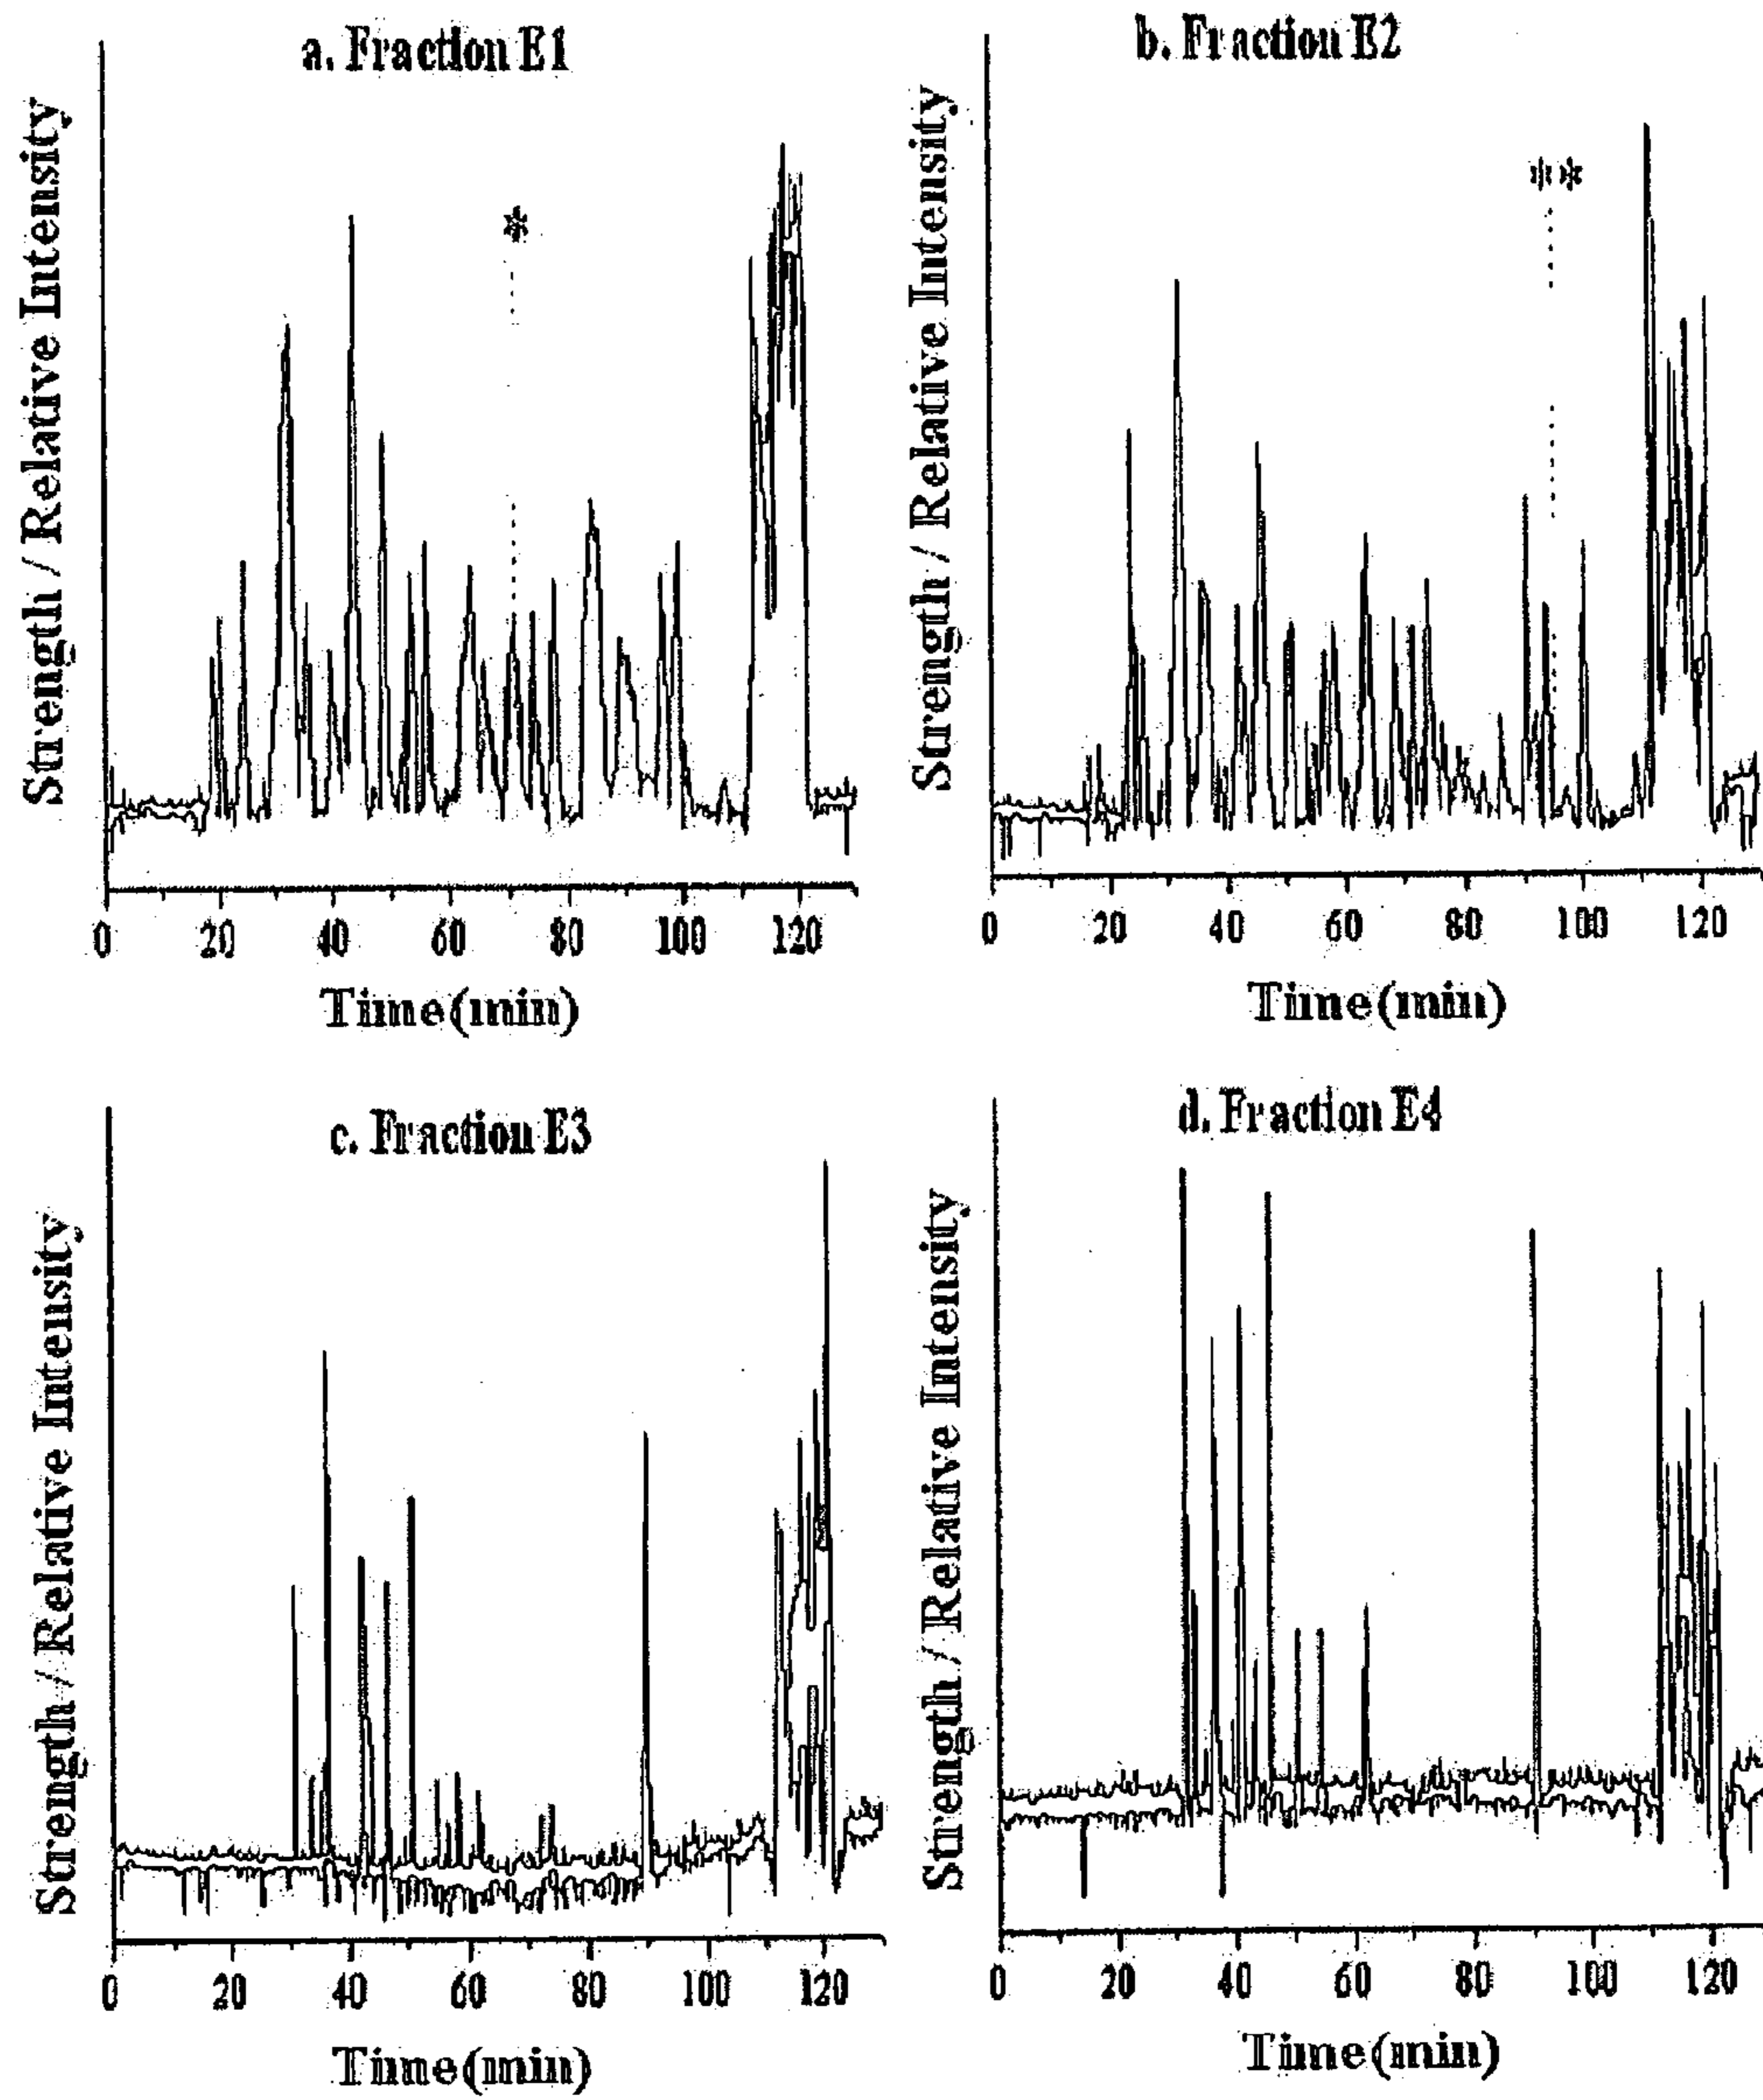 a. Fraction E1
Strength / Relative Intensity
*
0 20 40 60 80 100 120
Time(min)
b. Fraction E2
Strength / Relative Intensity
**
0 20 40 60 80 100 120
Time(min)
c. Fraction E3
Strength / Relative Intensity
0 20 40 60 80 100 120
Time(min)
d. Fraction E4
Strength / Relative Intensity
0 20 40 60 80 100 120
Time(min)